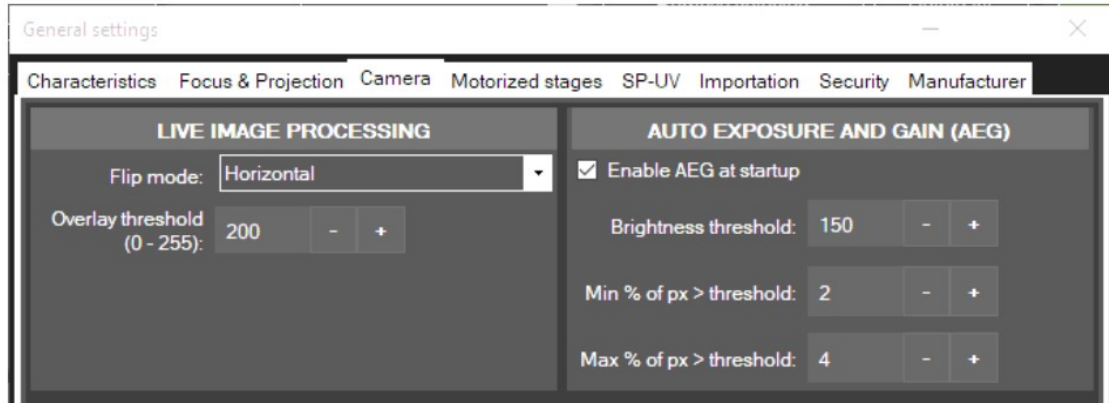 General settings
Characteristics Focus & Projection Camera Motorized stages SP-UV Importation Security Manufacturer
LIVE IMAGE PROCESSING
Flip mode: Horizontal
Overlay threshold
(0 - 255): 200 - +
AUTO EXPOSURE AND GAIN (AEG)
Enable AEG at startup
Brightness threshold: 150 - +
Min % of px > threshold: 2 - +
Max % of px > threshold: 4 - +